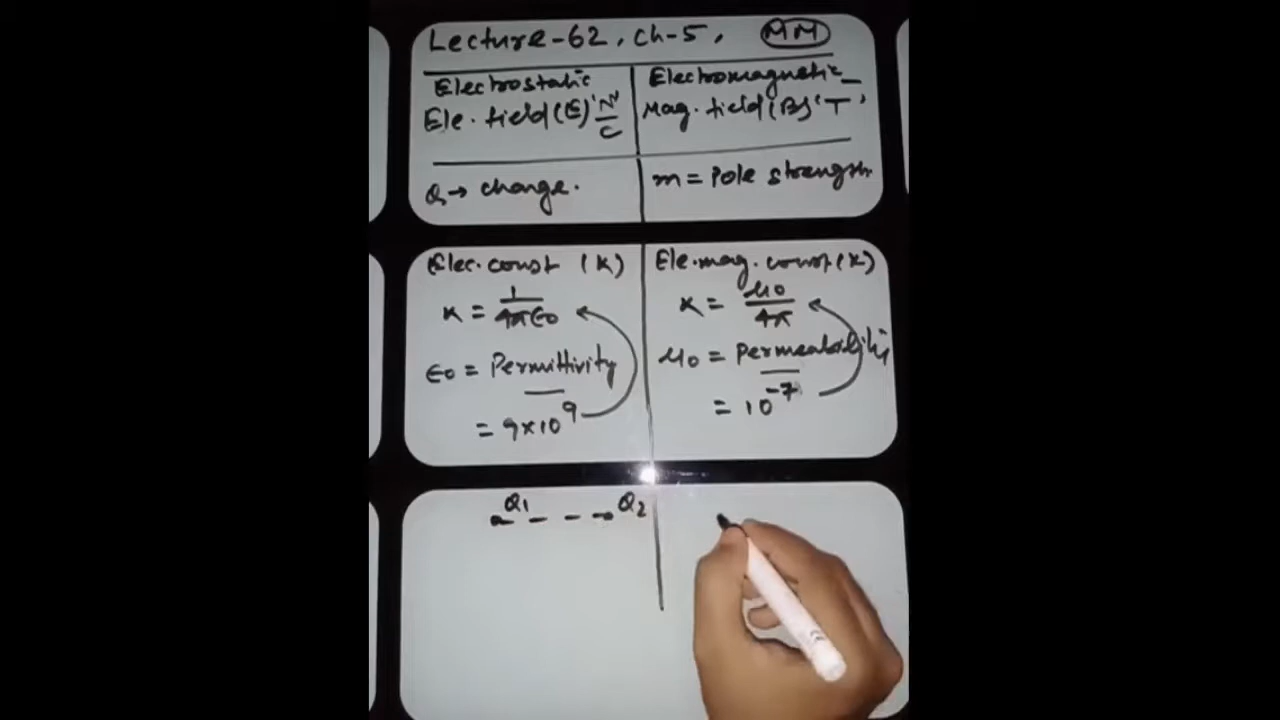 Lecture-62, ch-5, MM
Electrostatic
Ele. field (E) 'N/C'
Q → charge.
Electromagnetic
Mag. field (B) 'T'
m = Pole strength
Elec. const (K)
K = 1/4πε0
ε0 = Permittivity
= 9×10^9
Ele. mag. const (K)
K = μ0/4π
μ0 = Permeability
= 10^-7
Q1 Q2